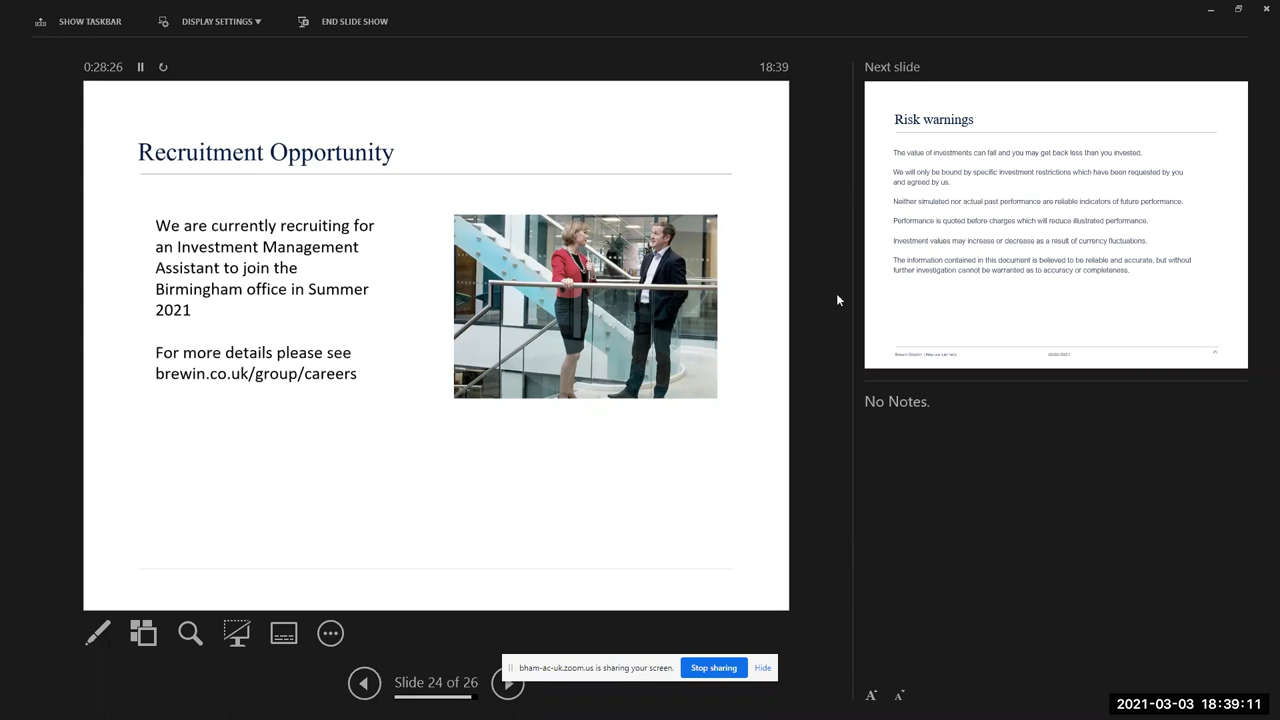 SHOW TASKBAR
DISPLAY SETTINGS
END SLIDE SHOW
0:28:26
18:39
Recruitment Opportunity
We are currently recruiting for
an Investment Management
Assistant to join the
Birmingham office in Summer
2021
For more details please see
brewin.co.uk/group/careers
Next slide
Risk warnings
The value of investments can fall and you may get back less than you invested.
We will only be bound by specific investment restrictions which have been requested by you
and agreed by us.
Neither simulated nor actual past performance are reliable indicators of future performance.
Performance is quoted before charges which will reduce illustrated performance.
Investment values may increase or decrease as a result of currency fluctuations.
The information contained in this document is believed to be reliable and accurate, but without
further investigation cannot be warranted as to accuracy or completeness.
Brewin Dolphin | How we can help
25
No Notes.
bham-ac-uk.zoom.us is sharing your screen.
Stop sharing
Hide
Slide 24 of 26
A A
2021-03-03 18:39:11